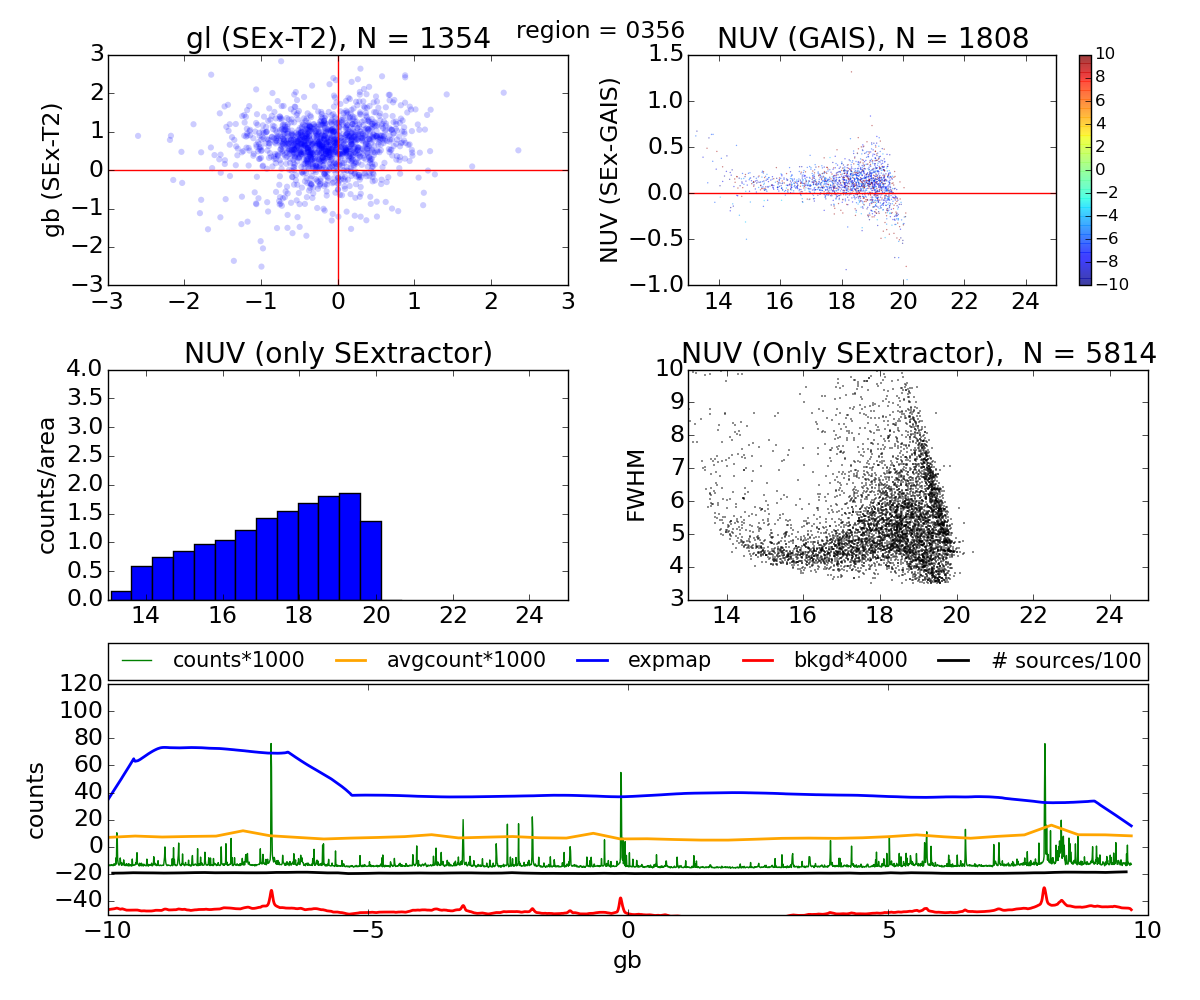 region = 0356
gl (SEx-T2), N = 1354
gb (SEx-T2)
3
2
1
0
−1
−2
−3
−3 −2 −1 0 1 2 3
NUV (GAIS), N = 1808
NUV (SEx-GAIS)
1.5
1.0
0.5
0.0
−0.5
−1.0
14 16 18 20 22 24
10
8
6
4
2
0
−2
−4
−6
−8
−10
NUV (only SExtractor)
counts/area
4.0
3.5
3.0
2.5
2.0
1.5
1.0
0.5
0.0
14 16 18 20 22 24
NUV (Only SExtractor), N = 5814
FWHM
10
9
8
7
6
5
4
3
14 16 18 20 22 24
counts*1000 avgcount*1000 expmap bkgd*4000 # sources/100
counts
120
100
80
60
40
20
0
−20
−40
−10 −5 0 5 10
gb